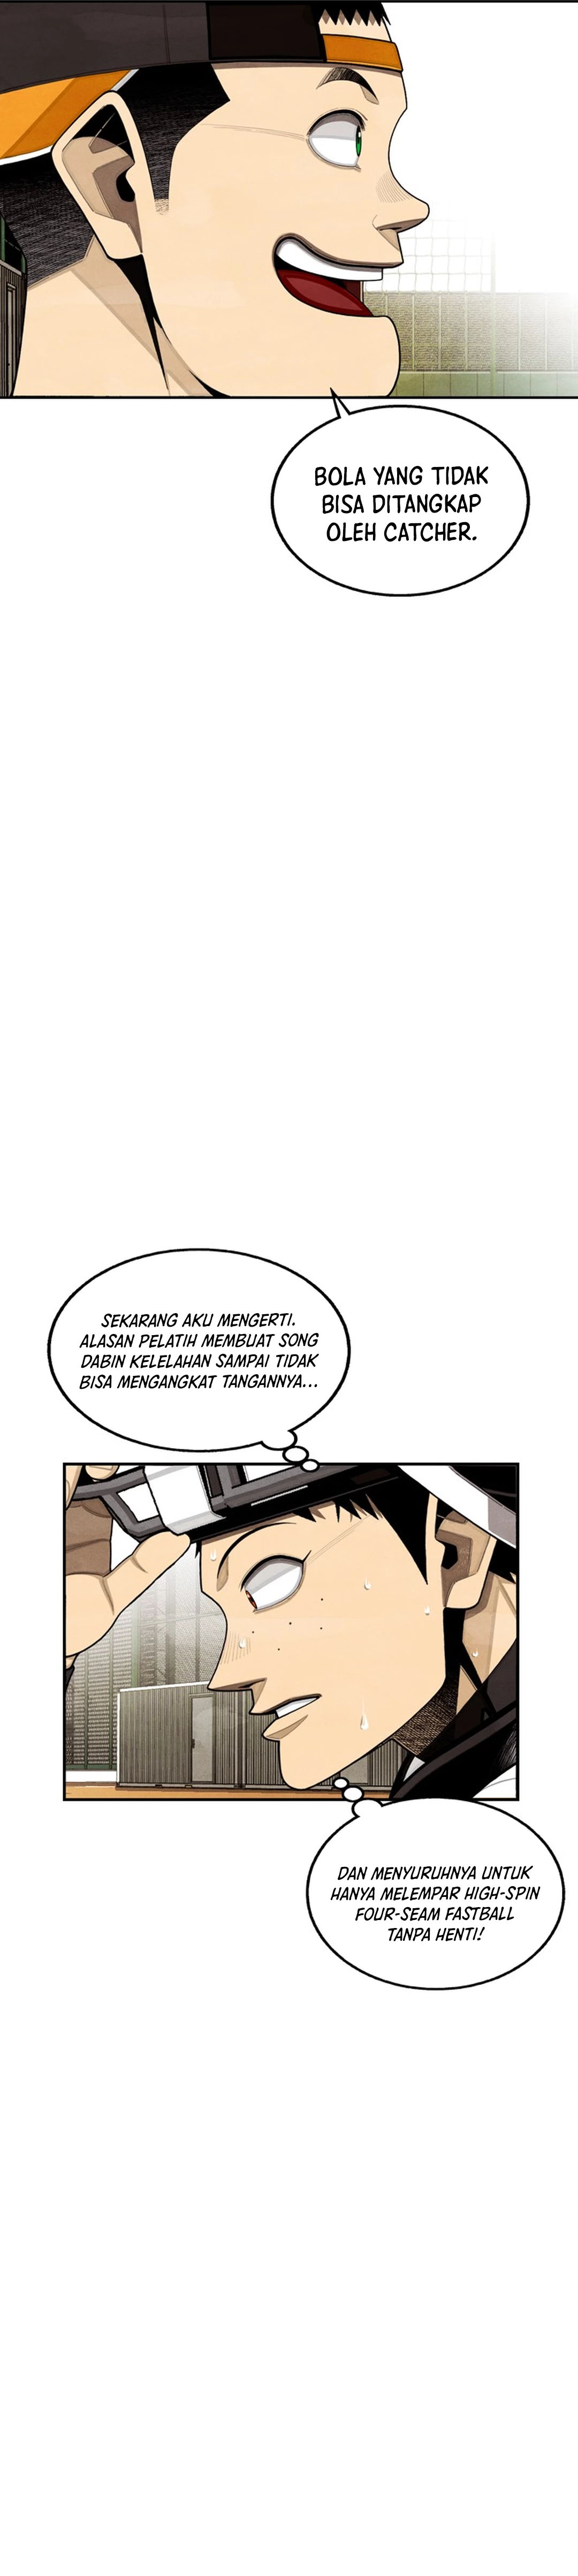 BOLA YANG TIDAK
BISA DITANGKAP
OLEH CATCHER.
SEKARANG AKU MENGERTI.
ALASAN PELATIH MEMBUAT SONG
DABIN KELELAHAN SAMPAI TIDAK
BISA MENGANGKAT TANGANNYA...
DAN MENYURUHNYA UNTUK
HANYA MELEMPAR HIGH-SPIN
FOUR-SEAM FASTBALL
TANPA HENTI!